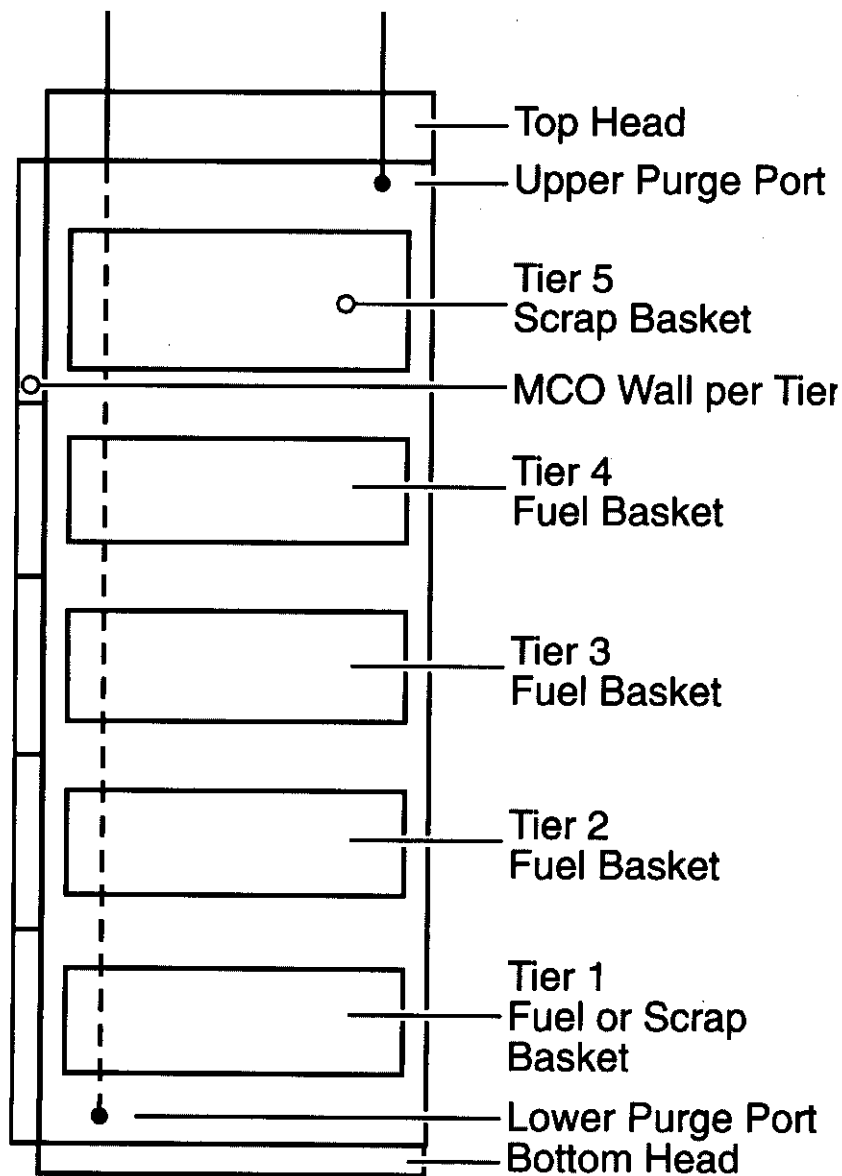 Top Head
Upper Purge Port
Tier 5
Scrap Basket
MCO Wall per Tier
Tier 4
Fuel Basket
Tier 3
Fuel Basket
Tier 2
Fuel Basket
Tier 1
Fuel or Scrap
Basket
Lower Purge Port
Bottom Head